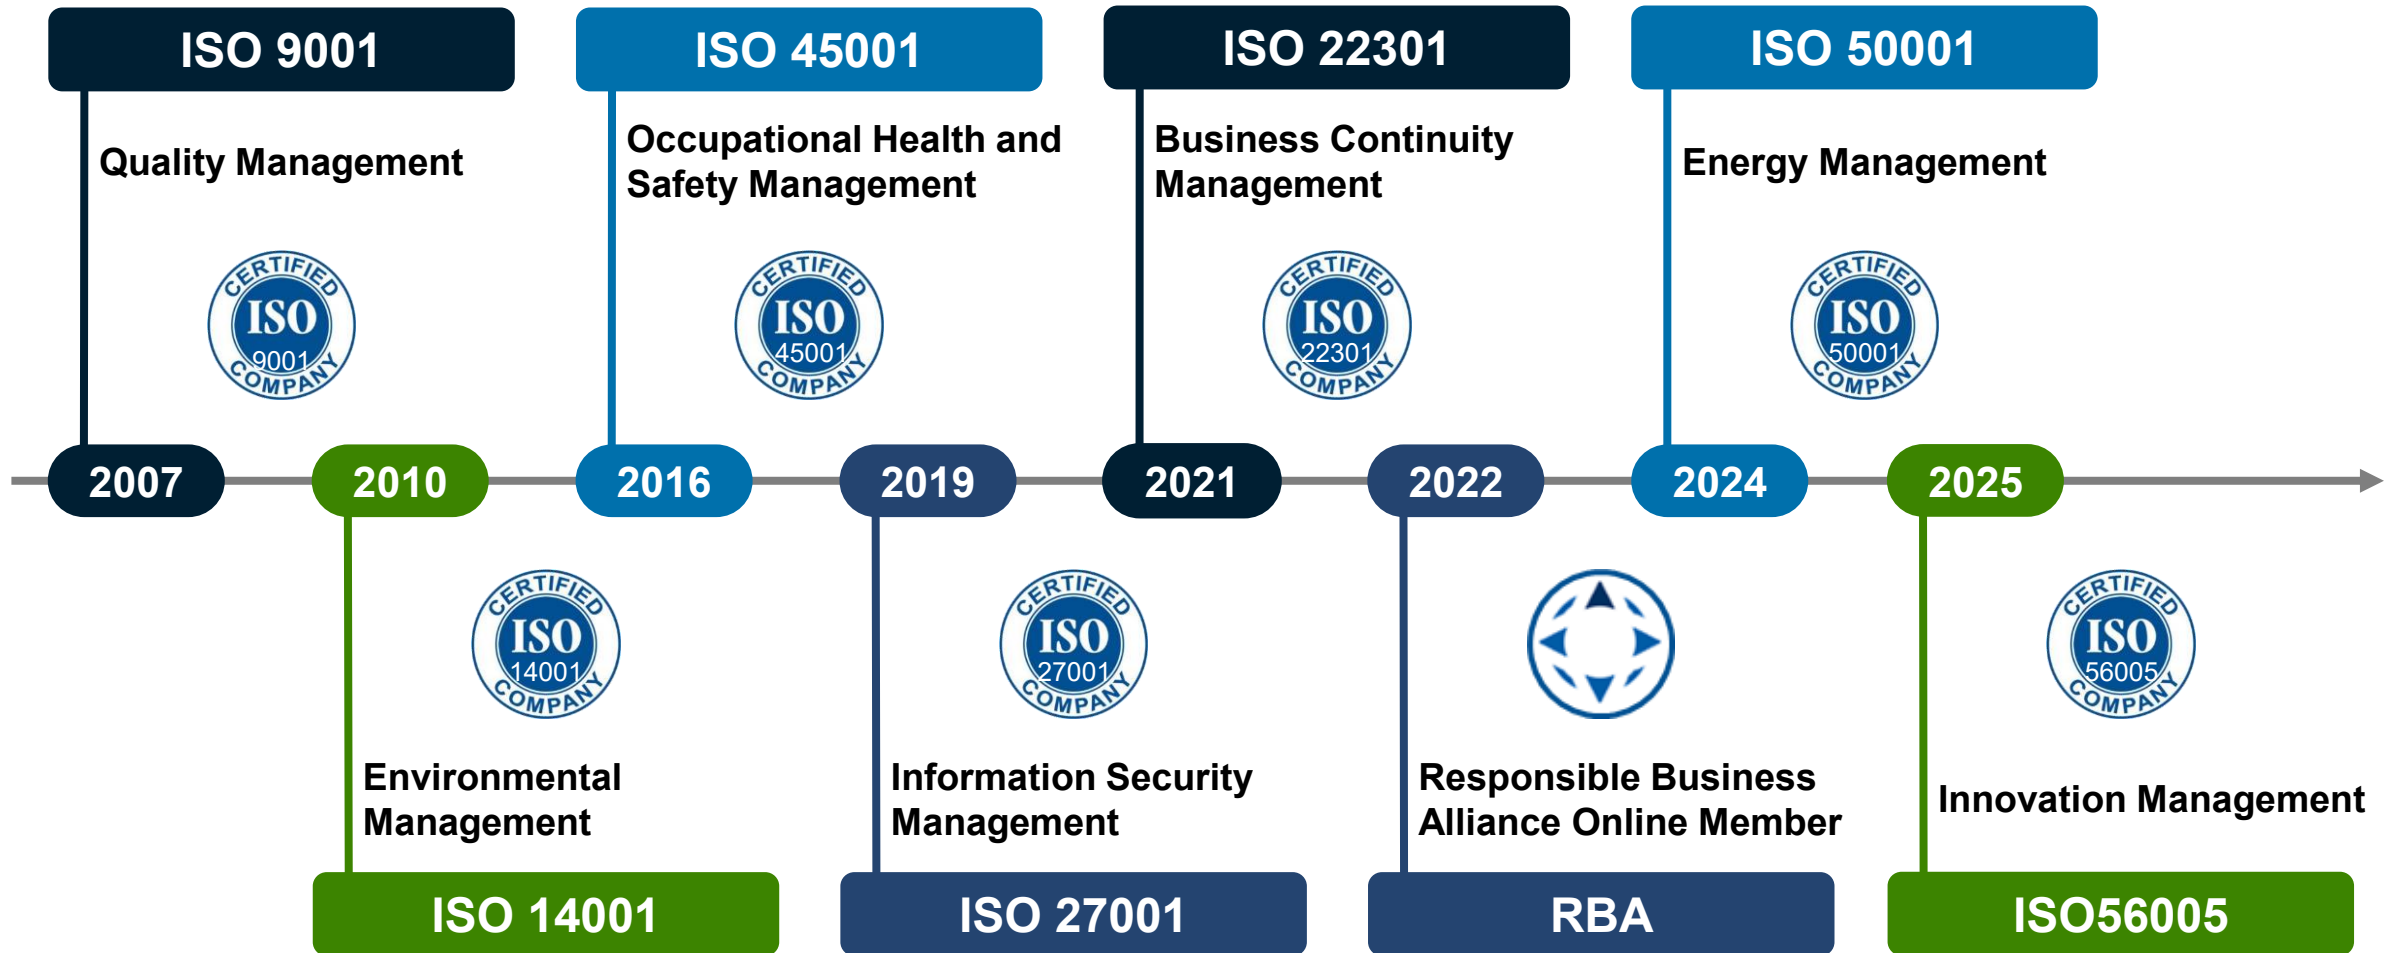 ISO 9001
ISO 45001
ISO 22301
ISO 50001
Quality Management
Occupational Health and
Safety Management
Business Continuity
Management
Energy Management
CERTIFIED
ISO
9001
COMPANY
CERTIFIED
ISO
45001
COMPANY
CERTIFIED
ISO
22301
COMPANY
CERTIFIED
ISO
50001
COMPANY
2007
2010
2016
2019
2021
2022
2024
2025
CERTIFIED
ISO
14001
COMPANY
CERTIFIED
ISO
27001
COMPANY
CERTIFIED
ISO
56005
COMPANY
Environmental
Management
Information Security
Management
Responsible Business
Alliance Online Member
Innovation Management
ISO 14001
ISO 27001
RBA
ISO56005